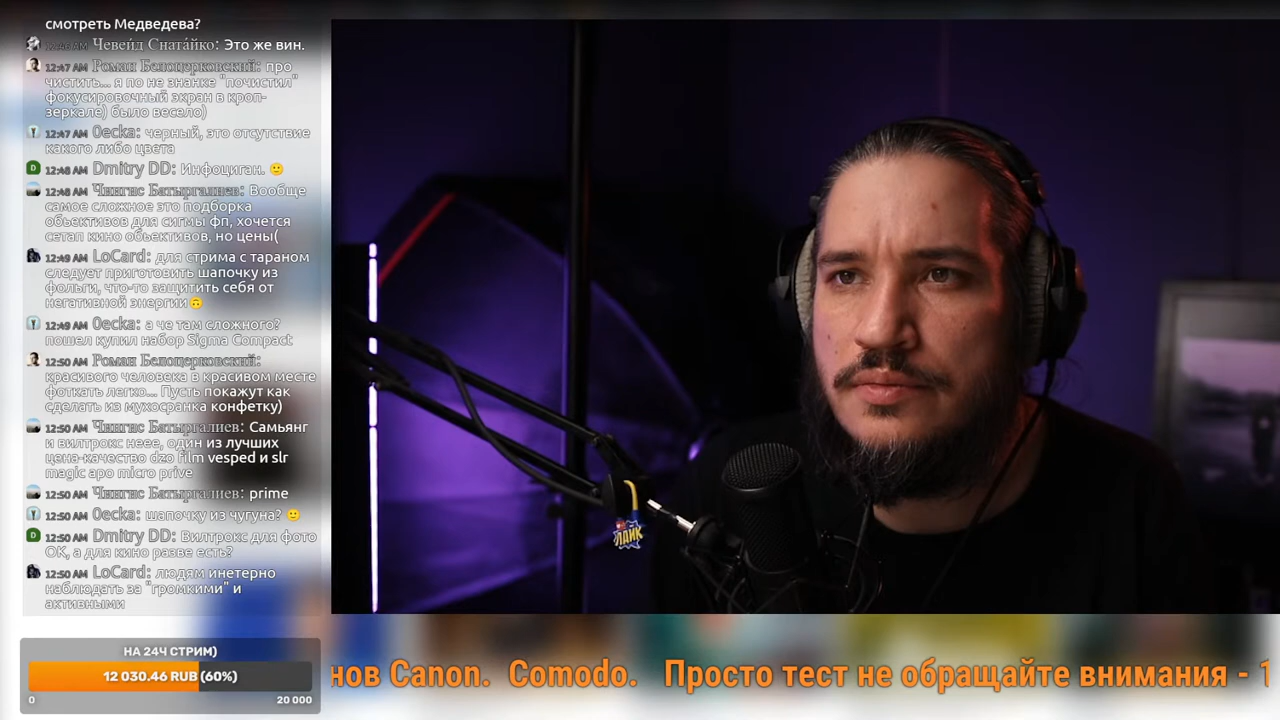 смотреть Медведева?
12:46 AM Чевейд Сната́йко: Это же вин.
12:47 AM Роман Белоцерковский: про
чистить... я по не знанке "почистил"
фокусировочный экран в кроп-
зеркале) было весело)
12:47 AM 0ecka: черный, это отсутствие
какого либо цвета
D 12:48 AM Dmitry DD: Инфоциган. 🙂
12:48 AM Чингис Батыргалиев: Вообще
самое сложное это подборка
обьективов для сигмы фп, хочется
сетап кино обьективов, но цены(
12:49 AM LoCard: для стрима с тараном
следует приготовить шапочку из
фольги, что-то защитить себя от
негативной энергии🙃
12:49 AM 0ecka: а че там сложного?
пошел купил набор Sigma Compact
12:50 AM Роман Белоцерковский:
красивого человека в красивом месте
фоткать легко... Пусть покажут как
сделать из мухосранка конфетку)
12:50 AM Чингис Батыргалиев: Самьянг
и вилтрокс неее, один из лучших
цена-качество dzo film vesped и slr
magic apo micro prive
12:50 AM Чингис Батыргалиев: prime
12:50 AM 0ecka: шапочку из чугуна? 🙂
D 12:50 AM Dmitry DD: Вилтрокс для фото
ОК, а для кино разве есть?
12:50 AM LoCard: людям инетерно
наблюдать за "громкими" и
активными
ЛАЙК
НА 24Ч СТРИМ)
12 030.46 RUB (60%)
0 20 000
нов Canon. Comodo. Просто тест не обращайте внимания - 1